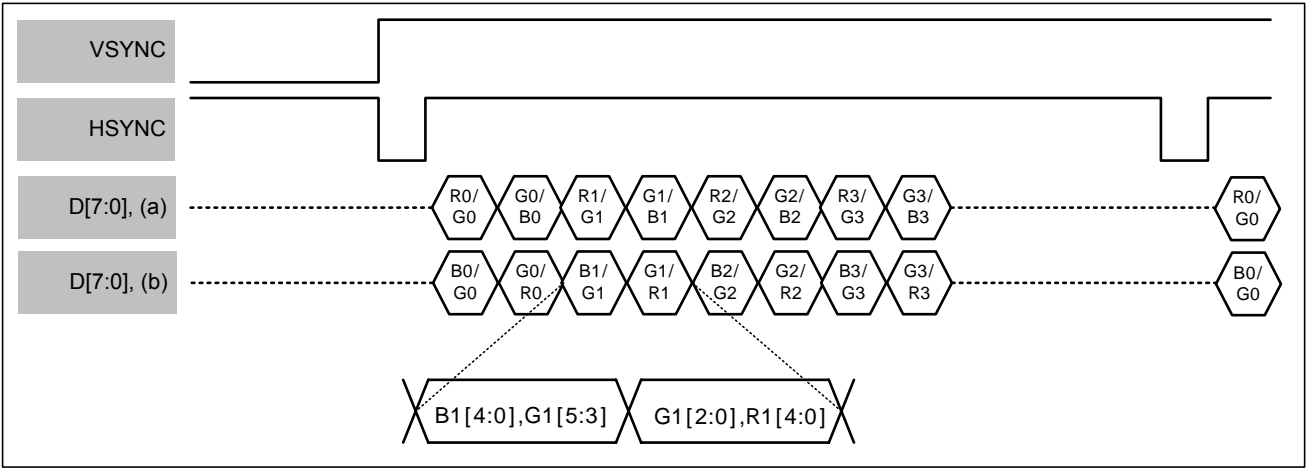 VSYNC
HSYNC
D[7:0], (a)
R0/ G0/ R1/ G1/ R2/ G2/ R3/ G3/ R0/
G0 B0 G1 B1 G2 B2 G3 B3 G0
D[7:0], (b)
B0/ G0/ B1/ G1/ B2/ G2/ B3/ G3/ B0/
G0 R0 G1 R1 G2 R2 G3 R3 G0
B1[4:0],G1[5:3] G1[2:0],R1[4:0]